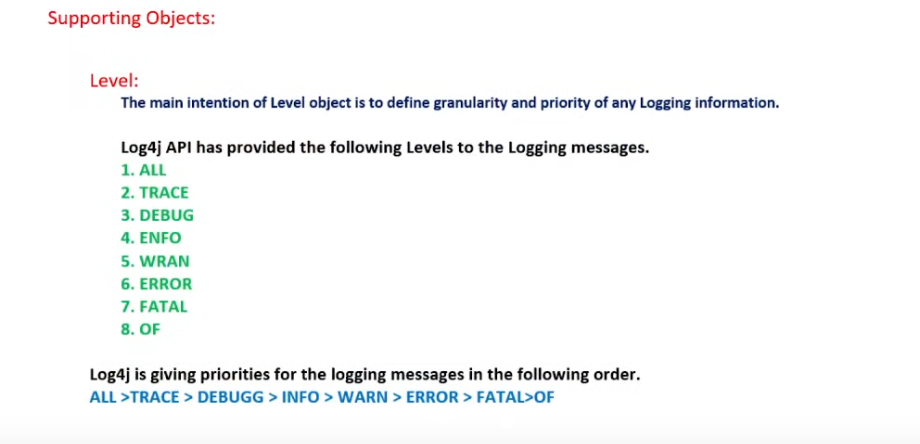 Supporting Objects:
Level:
The main intention of Level object is to define granularity and priority of any Logging information.
Log4j API has provided the following Levels to the Logging messages.
1. ALL
2. TRACE
3. DEBUG
4. ENFO
5. WRAN
6. ERROR
7. FATAL
8. OF
Log4j is giving priorities for the logging messages in the following order.
ALL >TRACE > DEBUGG > INFO > WARN > ERROR > FATAL>OF